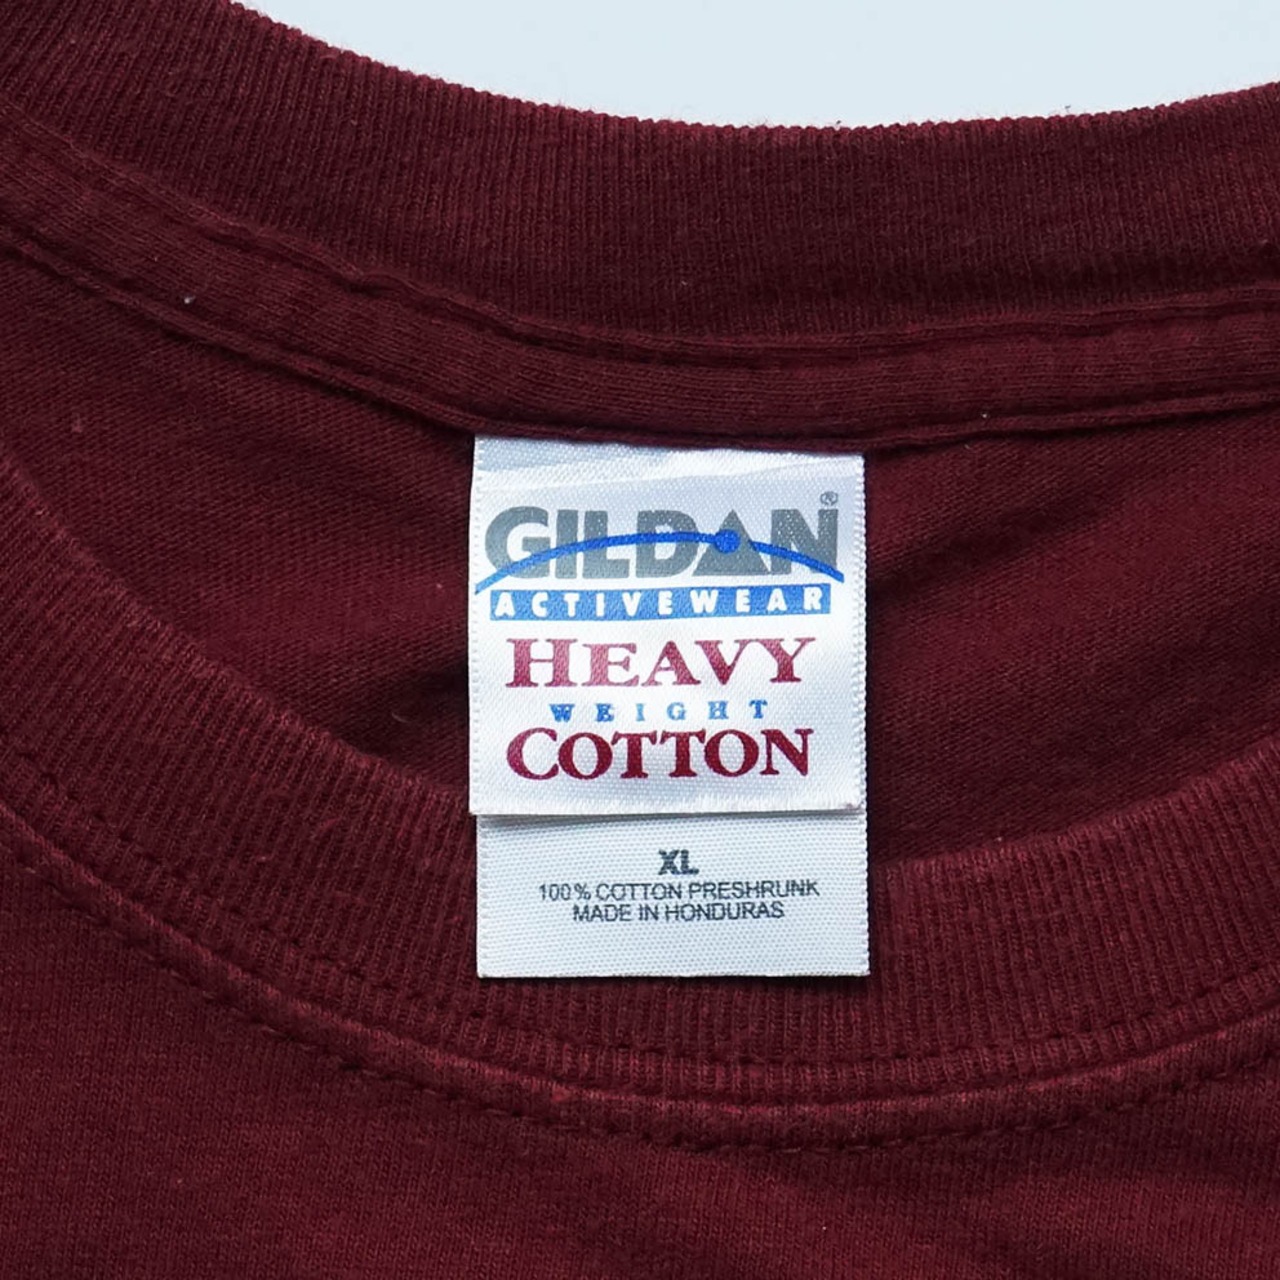 GILDAN®
ACTIVEWEAR
HEAVY
WEIGHT
COTTON
XL
100% COTTON PRESHRUNK
MADE IN HONDURAS